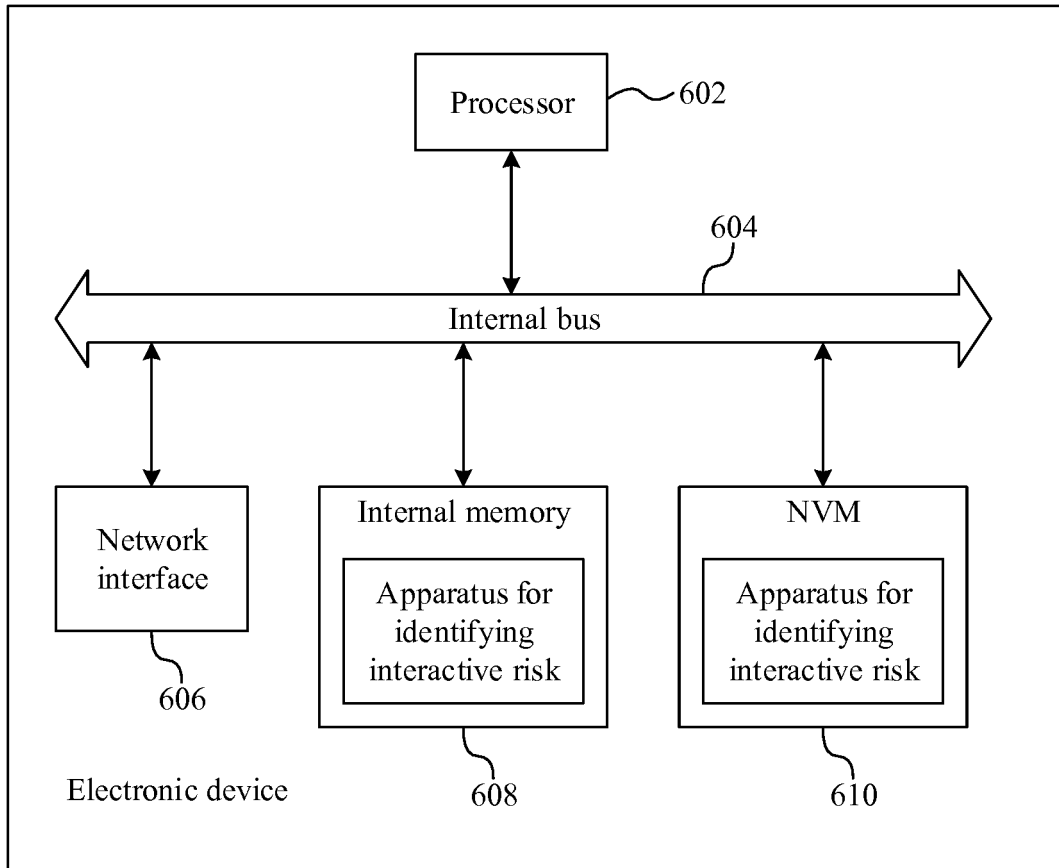 Processor
602
604
Internal bus
Network
interface
606
Internal memory
Apparatus for
identifying
interactive risk
608
NVM
Apparatus for
identifying
interactive risk
610
Electronic device